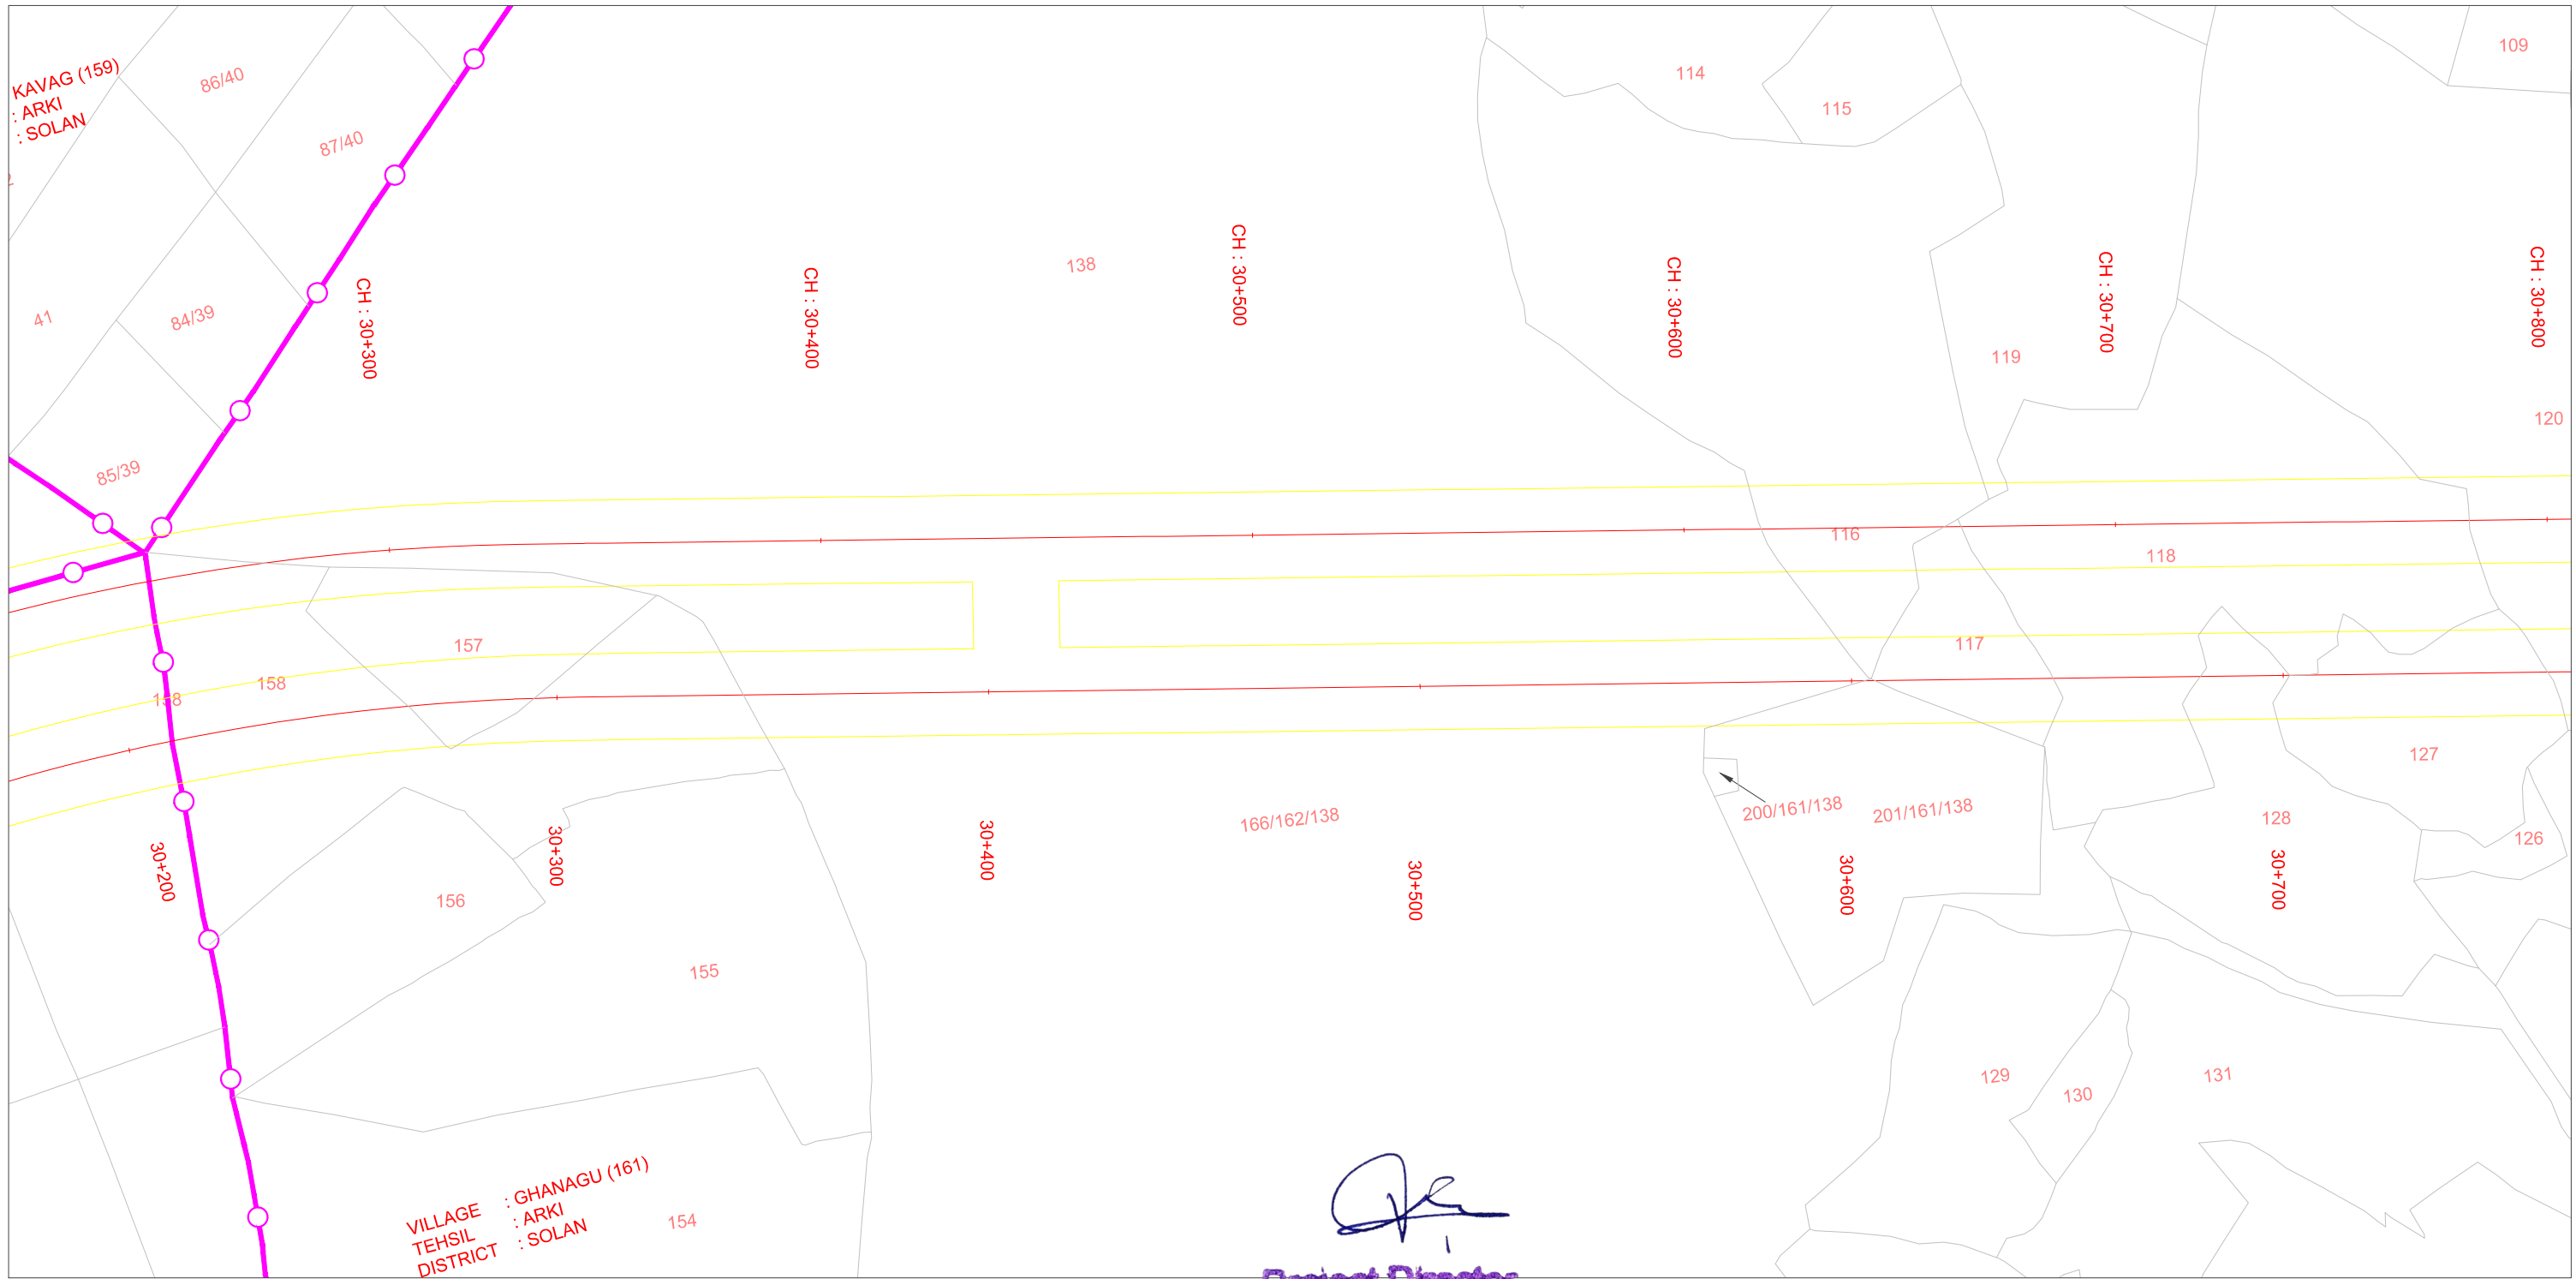 KAVAG (159)
: ARKI
: SOLAN
86/40
87/40
84/39
41
85/39
CH : 30+300
CH : 30+400
138
CH : 30+500
114
115
109
CH : 30+600
CH : 30+700
CH : 30+800
119
120
116
118
117
157
158
158
127
128
126
200/161/138
201/161/138
166/162/138
30+200
30+300
30+400
30+500
30+600
30+700
156
155
129
130
131
154
VILLAGE : GHANAGU (161)
TEHSIL : ARKI
DISTRICT : SOLAN
Project Director